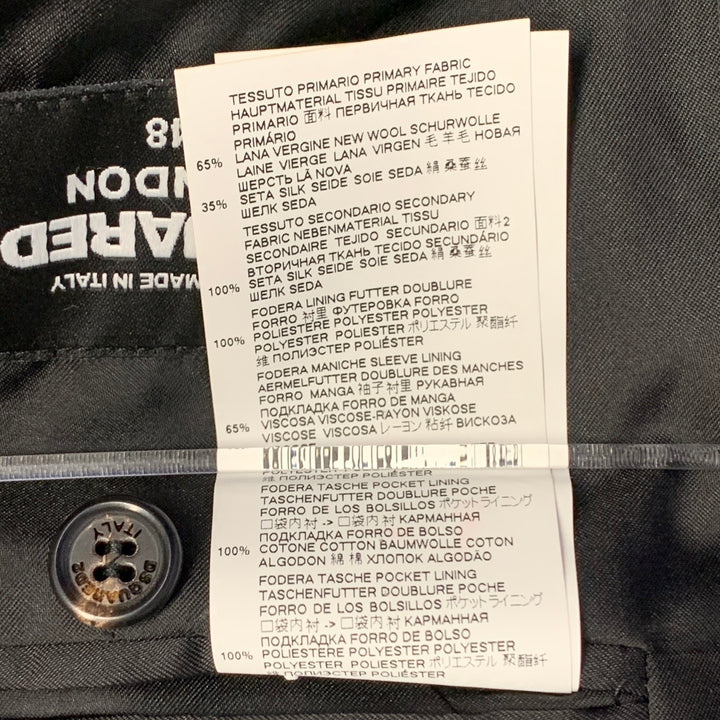 TESSUTO PRIMARIO PRIMARY FABRIC
HAUPTMATERIAL TISSU PRIMAIRE TEJIDO
PRIMARIO 面料 ПЕРВИЧНАЯ ТКАНЬ TECIDO
PRIMÁRIO
65% LANA VERGINE NEW WOOL SCHURWOLLE
LAINE VIERGE LANA VIRGEN 毛 羊毛 НОВАЯ
ШЕРСТЬ LÃ NOVA
35% SETA SILK SEIDE SOIE SEDA 絹 桑蚕丝
ШЕЛК SEDA
TESSUTO SECONDARIO SECONDARY
FABRIC NEBENMATERIAL TISSU
SECONDAIRE TEJIDO SECUNDARIO 面料2
ВТОРИЧНАЯ ТКАНЬ TECIDO SECUNDÁRIO
100% SETA SILK SEIDE SOIE SEDA 絹 桑蚕丝
ШЕЛК SEDA
FODERA LINING FUTTER DOUBLURE
FORRO 衬里 ФУТЕРОВКА FORRO
100% POLIESTERE POLYESTER POLYESTER
POLYESTER POLIESTER ポリエステル 聚酯纤
维 ПОЛИЭСТЕР POLIÉSTER
FODERA MANICHE SLEEVE LINING
AERMELFUTTER DOUBLURE DES MANCHES
FORRO MANGA 袖子衬里 РУКАВНАЯ
ПОДКЛАДКА FORRO DE MANGA
65% VISCOSA VISCOSE-RAYON VISKOSE
VISCOSE VISCOSA レーヨン 粘纤 ВИСКОЗА
维 ПОЛИЭСТЕР POLIÉSTER
FODERA TASCHE POCKET LINING
TASCHENFUTTER DOUBLURE POCHE
FORRO DE LOS BOLSILLOS ポケットライニング
口袋内衬 -> 口袋内衬 КАРМАННАЯ
ПОДКЛАДКА FORRO DE BOLSO
100% COTONE COTTON BAUMWOLLE COTON
ALGODON 綿 棉 ХЛОПОК ALGODÃO
FODERA TASCHE POCKET LINING
TASCHENFUTTER DOUBLURE POCHE
FORRO DE LOS BOLSILLOS ポケットライニング
口袋内衬 -> 口袋内衬 КАРМАННАЯ
ПОДКЛАДКА FORRO DE BOLSO
100% POLIESTERE POLYESTER POLYESTER
POLYESTER POLIESTER ポリエステル 聚酯纤
维 ПОЛИЭСТЕР POLIÉSTER
48
NDON
UARED
MADE IN ITALY
DSQUARED2
ITALY